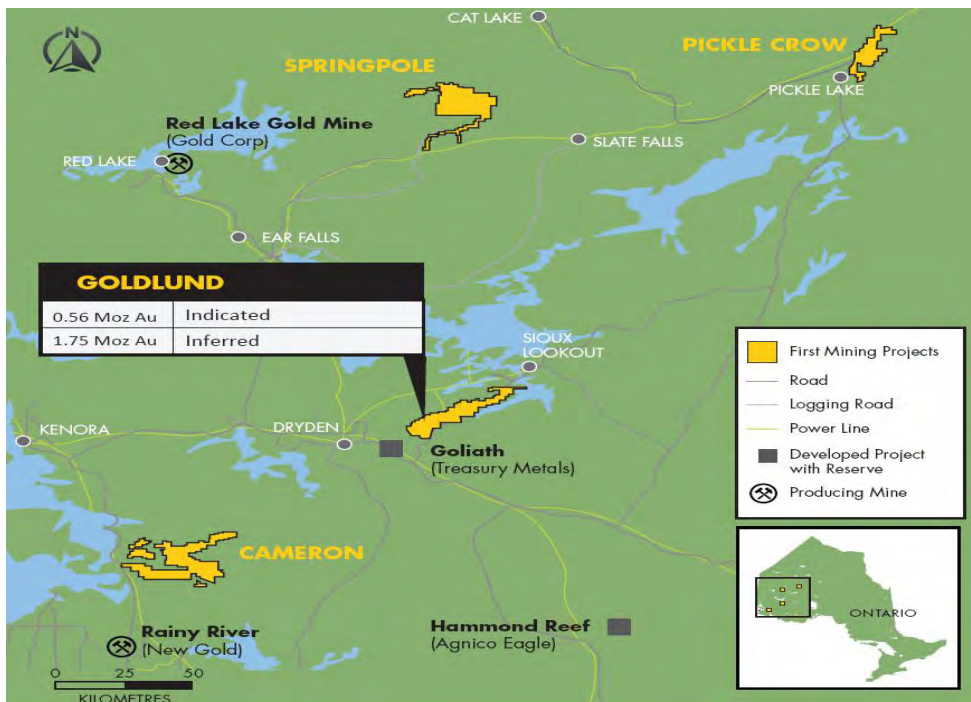 N
CAT LAKE
PICKLE CROW
SPRINGPOLE
PICKLE LAKE
Red Lake Gold Mine
(Gold Corp)
SLATE FALLS
RED LAKE
EAR FALLS
GOLDLUND
0.56 Moz Au Indicated
1.75 Moz Au Inferred
SIOUX
LOOKOUT
First Mining Projects
Road
Logging Road
Power Line
Developed Project
with Reserve
Producing Mine
KENORA
DRYDEN
Goliath
(Treasury Metals)
CAMERON
ONTARIO
Rainy River
(New Gold)
Hammond Reef
(Agnico Eagle)
0 25 50
KILOMETRES